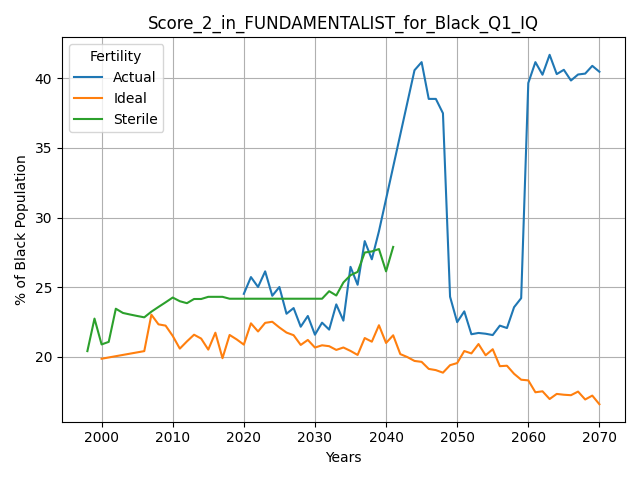 Score_2_in_FUNDAMENTALIST_for_Black_Q1_IQ
Fertility
Actual
Ideal
Sterile
% of Black Population
40
35
30
25
20
2000 2010 2020 2030 2040 2050 2060 2070
Years